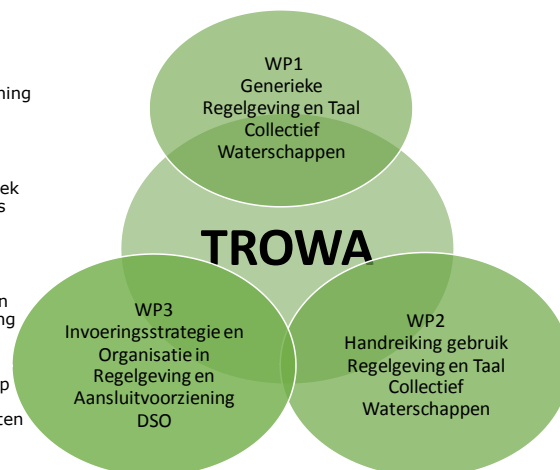 WP1
Generieke
Regelgeving en Taal
Collectief
Waterschappen
TROWA
WP3
Invoeringsstrategie en
Organisatie in
Regelgeving en
Aansluitvoorziening
DSO
WP2
Handreiking gebruik
Regelgeving en Taal
Collectief
Waterschappen